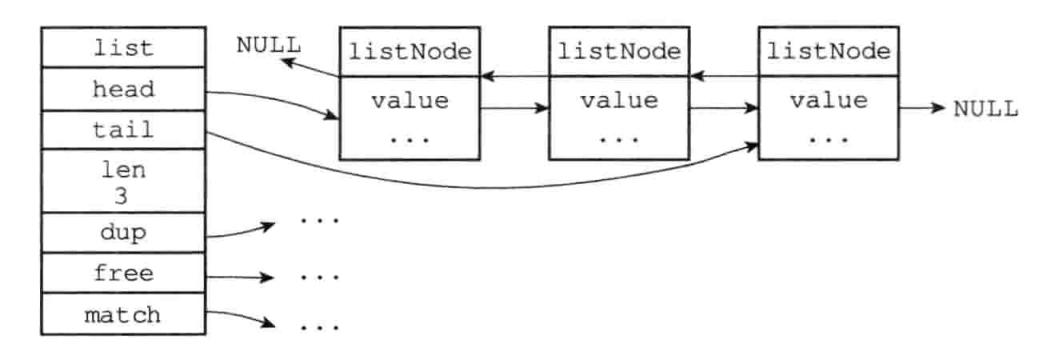 list
head
tail
len
3
dup
free
match
NULL
listNode
value
...
listNode
value
...
listNode
value
...
NULL
...
...
...